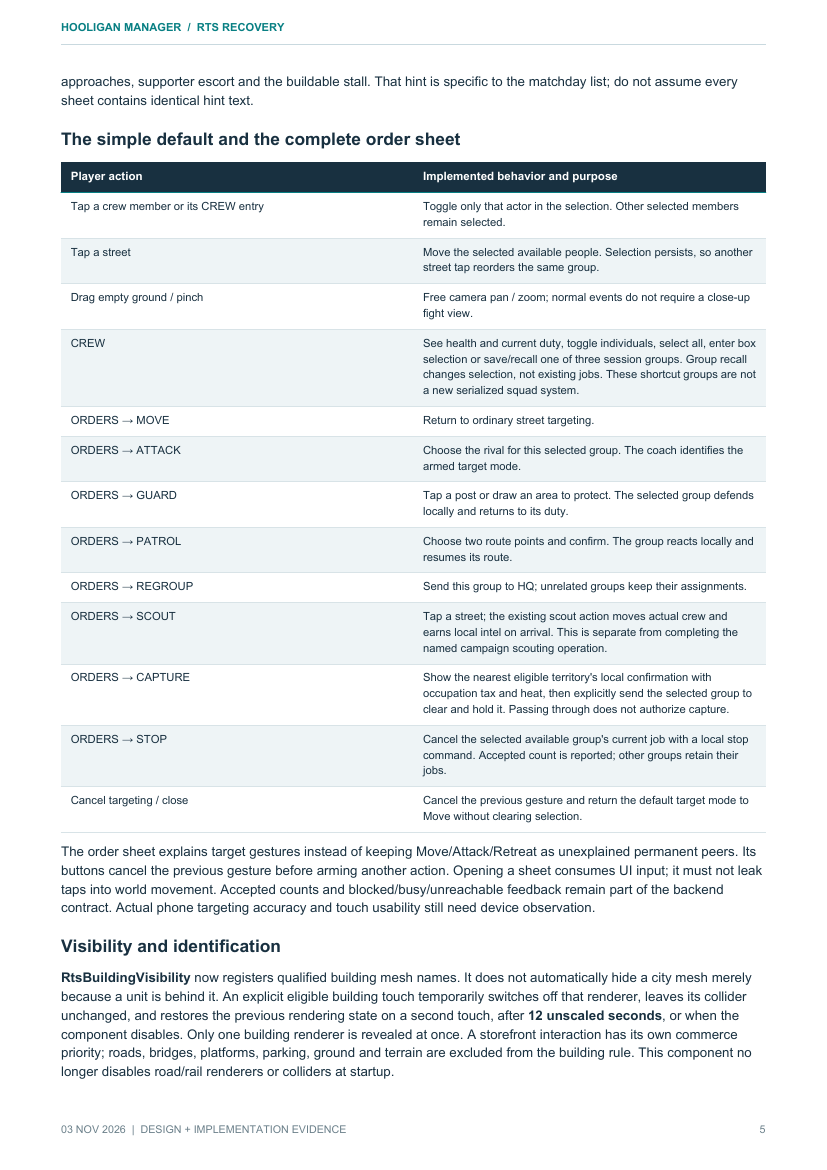 HOOLIGAN MANAGER / RTS RECOVERY
approaches, supporter escort and the buildable stall. That hint is specific to the matchday list; do not assume every
sheet contains identical hint text.
The simple default and the complete order sheet
Player action
Implemented behavior and purpose
Tap a crew member or its CREW entry
Toggle only that actor in the selection. Other selected members
remain selected.
Tap a street
Move the selected available people. Selection persists, so another
street tap reorders the same group.
Drag empty ground / pinch
Free camera pan / zoom; normal events do not require a close-up
fight view.
CREW
See health and current duty, toggle individuals, select all, enter box
selection or save/recall one of three session groups. Group recall
changes selection, not existing jobs. These shortcut groups are not
a new serialized squad system.
ORDERS → MOVE
Return to ordinary street targeting.
ORDERS → ATTACK
Choose the rival for this selected group. The coach identifies the
armed target mode.
ORDERS → GUARD
Tap a post or draw an area to protect. The selected group defends
locally and returns to its duty.
ORDERS → PATROL
Choose two route points and confirm. The group reacts locally and
resumes its route.
ORDERS → REGROUP
Send this group to HQ; unrelated groups keep their assignments.
ORDERS → SCOUT
Tap a street; the existing scout action moves actual crew and
earns local intel on arrival. This is separate from completing the
named campaign scouting operation.
ORDERS → CAPTURE
Show the nearest eligible territory's local confirmation with
occupation tax and heat, then explicitly send the selected group to
clear and hold it. Passing through does not authorize capture.
ORDERS → STOP
Cancel the selected available group's current job with a local stop
command. Accepted count is reported; other groups retain their
jobs.
Cancel targeting / close
Cancel the previous gesture and return the default target mode to
Move without clearing selection.
The order sheet explains target gestures instead of keeping Move/Attack/Retreat as unexplained permanent peers. Its
buttons cancel the previous gesture before arming another action. Opening a sheet consumes UI input; it must not leak
taps into world movement. Accepted counts and blocked/busy/unreachable feedback remain part of the backend
contract. Actual phone targeting accuracy and touch usability still need device observation.
Visibility and identification
RtsBuildingVisibility now registers qualified building mesh names. It does not automatically hide a city mesh merely
because a unit is behind it. An explicit eligible building touch temporarily switches off that renderer, leaves its collider
unchanged, and restores the previous rendering state on a second touch, after 12 unscaled seconds, or when the
component disables. Only one building renderer is revealed at once. A storefront interaction has its own commerce
priority; roads, bridges, platforms, parking, ground and terrain are excluded from the building rule. This component no
longer disables road/rail renderers or colliders at startup.
03 NOV 2026 | DESIGN + IMPLEMENTATION EVIDENCE
5